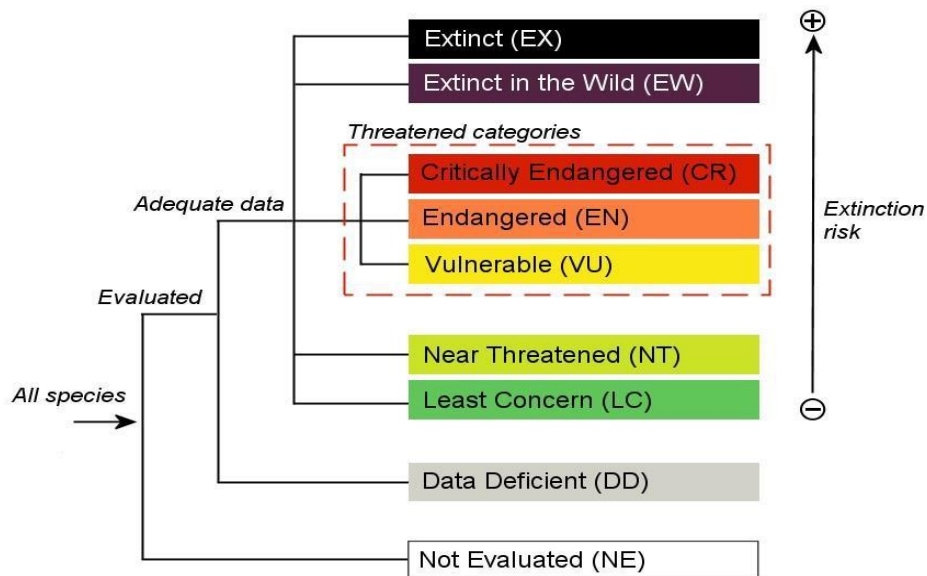 Extinct (EX)
Extinct in the Wild (EW)
Threatened categories
Critically Endangered (CR)
Adequate data
Endangered (EN)
Extinction
risk
Vulnerable (VU)
Evaluated
Near Threatened (NT)
All species
Least Concern (LC)
Data Deficient (DD)
Not Evaluated (NE)